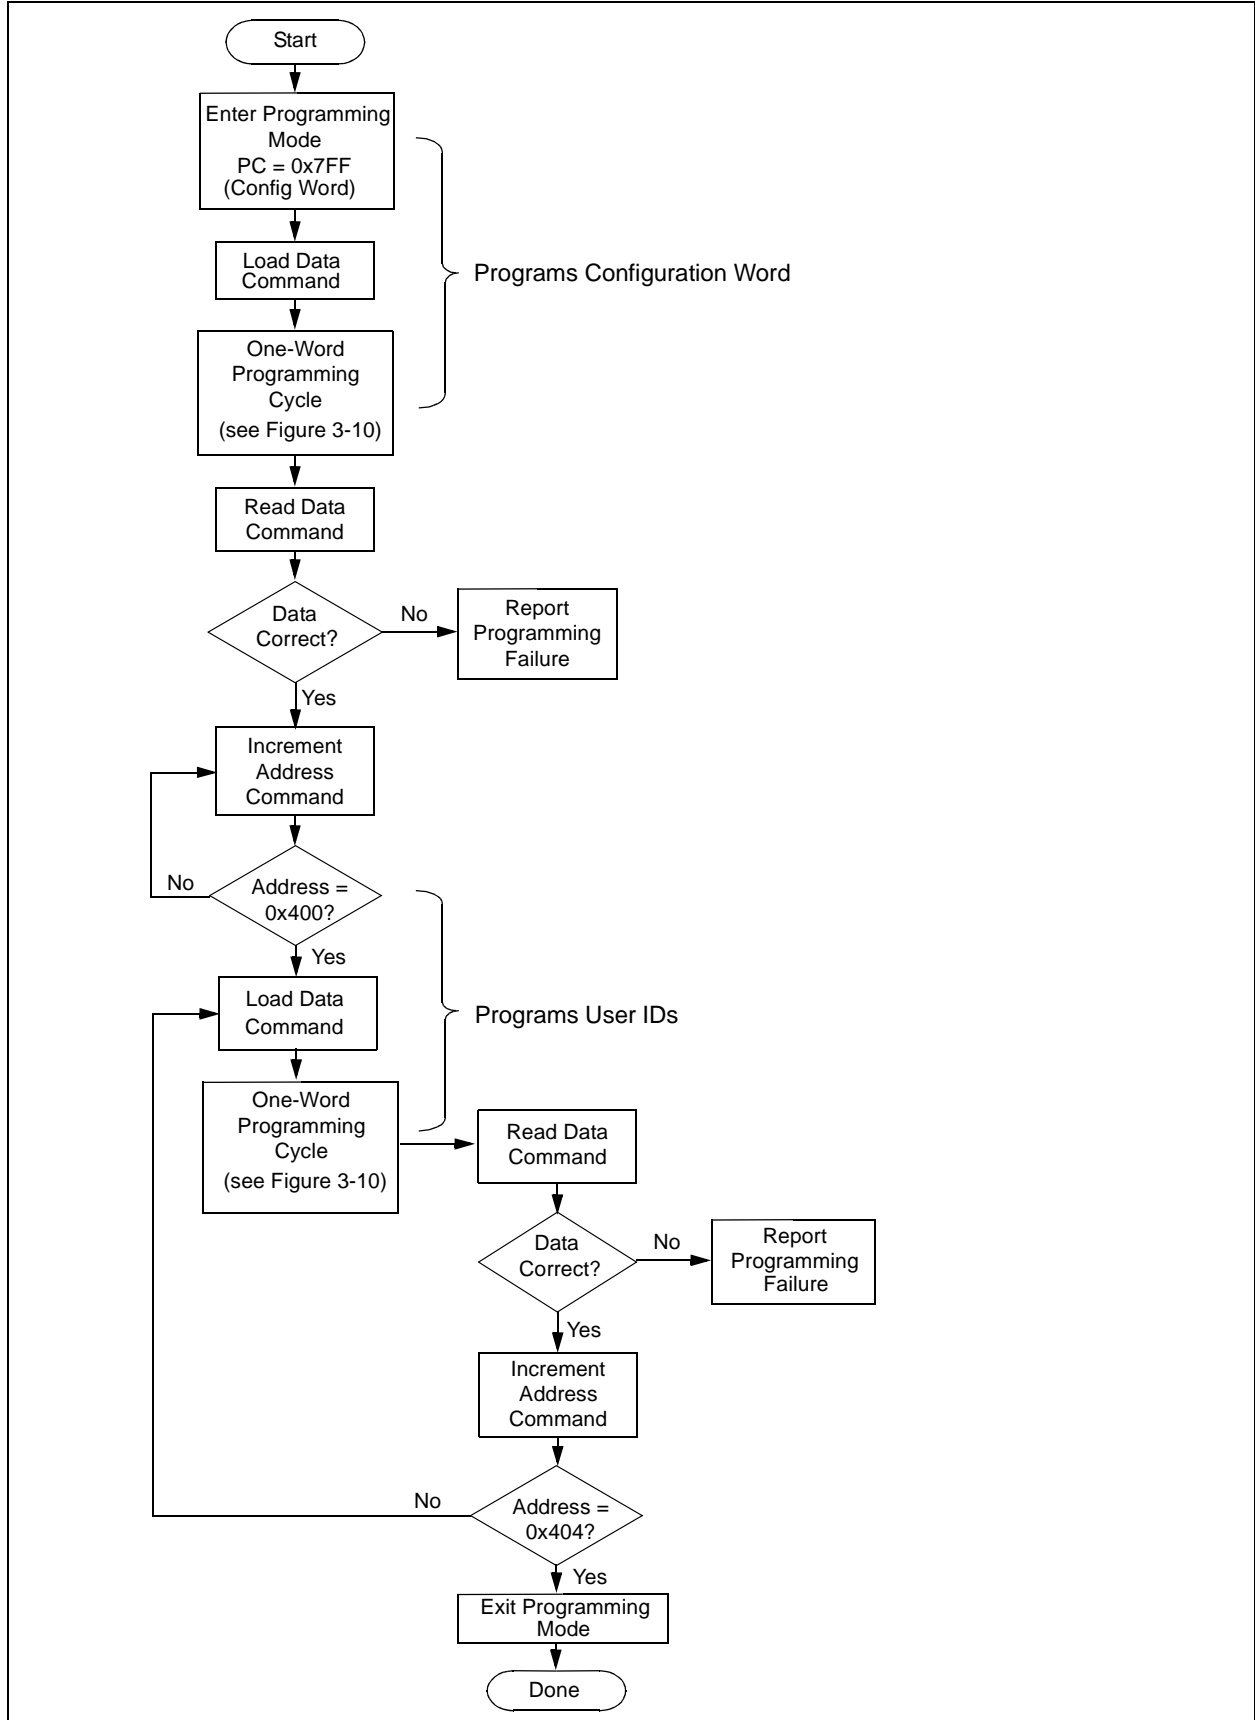 Start
Enter Programming
Mode
PC = 0x7FF
(Config Word)
Load Data
Command
Programs Configuration Word
One-Word
Programming
Cycle
(see Figure 3-10)
Read Data
Command
Data
Correct?
No
Report
Programming
Failure
Yes
Increment
Address
Command
No
Address =
0x400?
Yes
Load Data
Command
Programs User IDs
One-Word
Programming
Cycle
(see Figure 3-10)
Read Data
Command
Data
Correct?
No
Report
Programming
Failure
Yes
Increment
Address
Command
No
Address =
0x404?
Yes
Exit Programming
Mode
Done